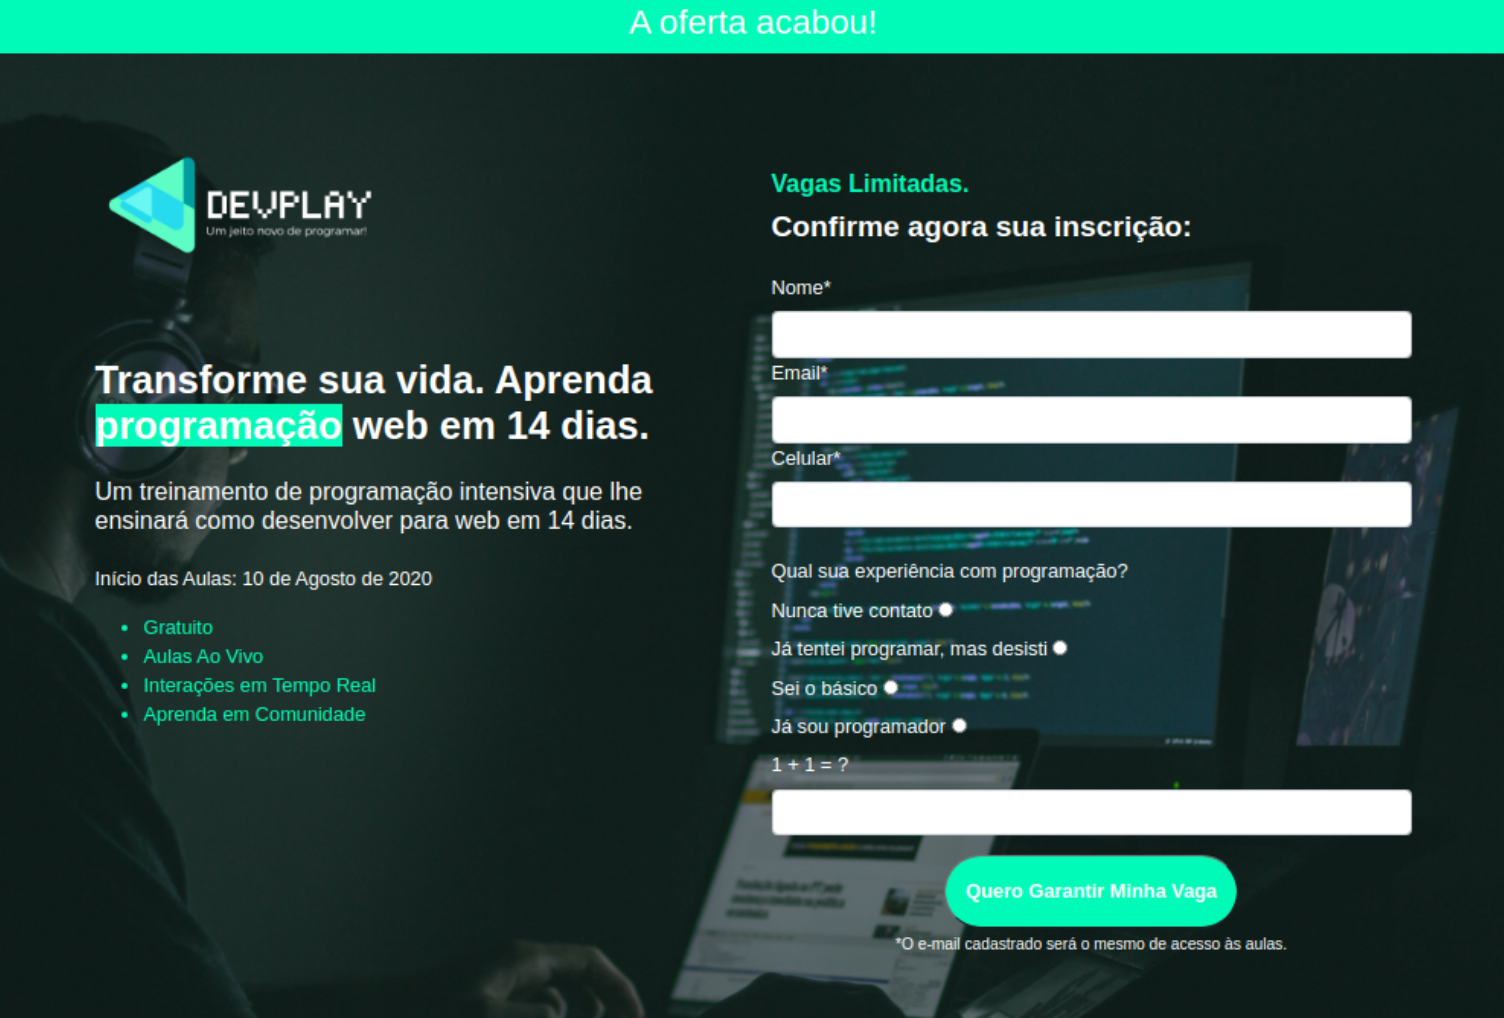 A oferta acabou!
DEVPLAY
Um jeito novo de programar!
Transforme sua vida. Aprenda
programação web em 14 dias.
Um treinamento de programação intensiva que lhe
ensinará como desenvolver para web em 14 dias.
Início das Aulas: 10 de Agosto de 2020
Gratuito
Aulas Ao Vivo
Interações em Tempo Real
Aprenda em Comunidade
Vagas Limitadas.
Confirme agora sua inscrição:
Nome*
Email*
Celular*
Qual sua experiência com programação?
Nunca tive contato
Já tentei programar, mas desisti
Sei o básico
Já sou programador
1 + 1 = ?
Quero Garantir Minha Vaga
*O e-mail cadastrado será o mesmo de acesso às aulas.